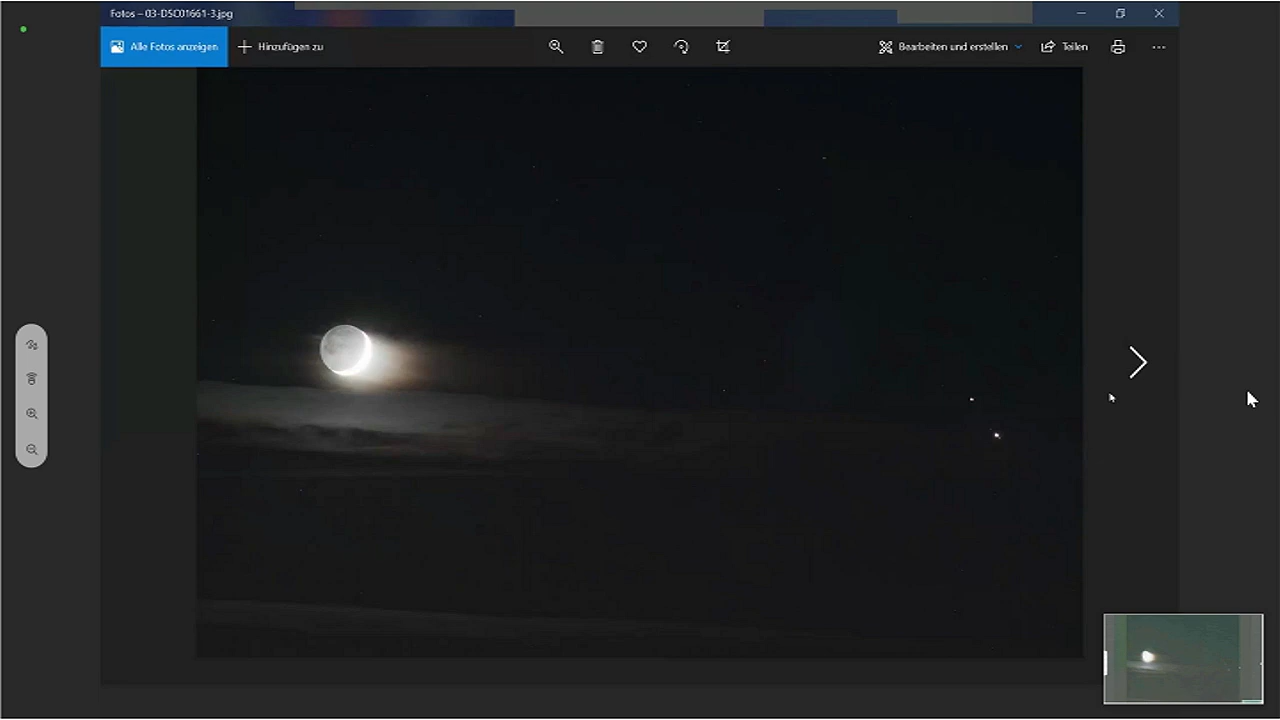 Fotos – 03-DSC01661-3.jpg
Alle Fotos anzeigen
Hinzufügen zu
Bearbeiten und erstellen
Teilen